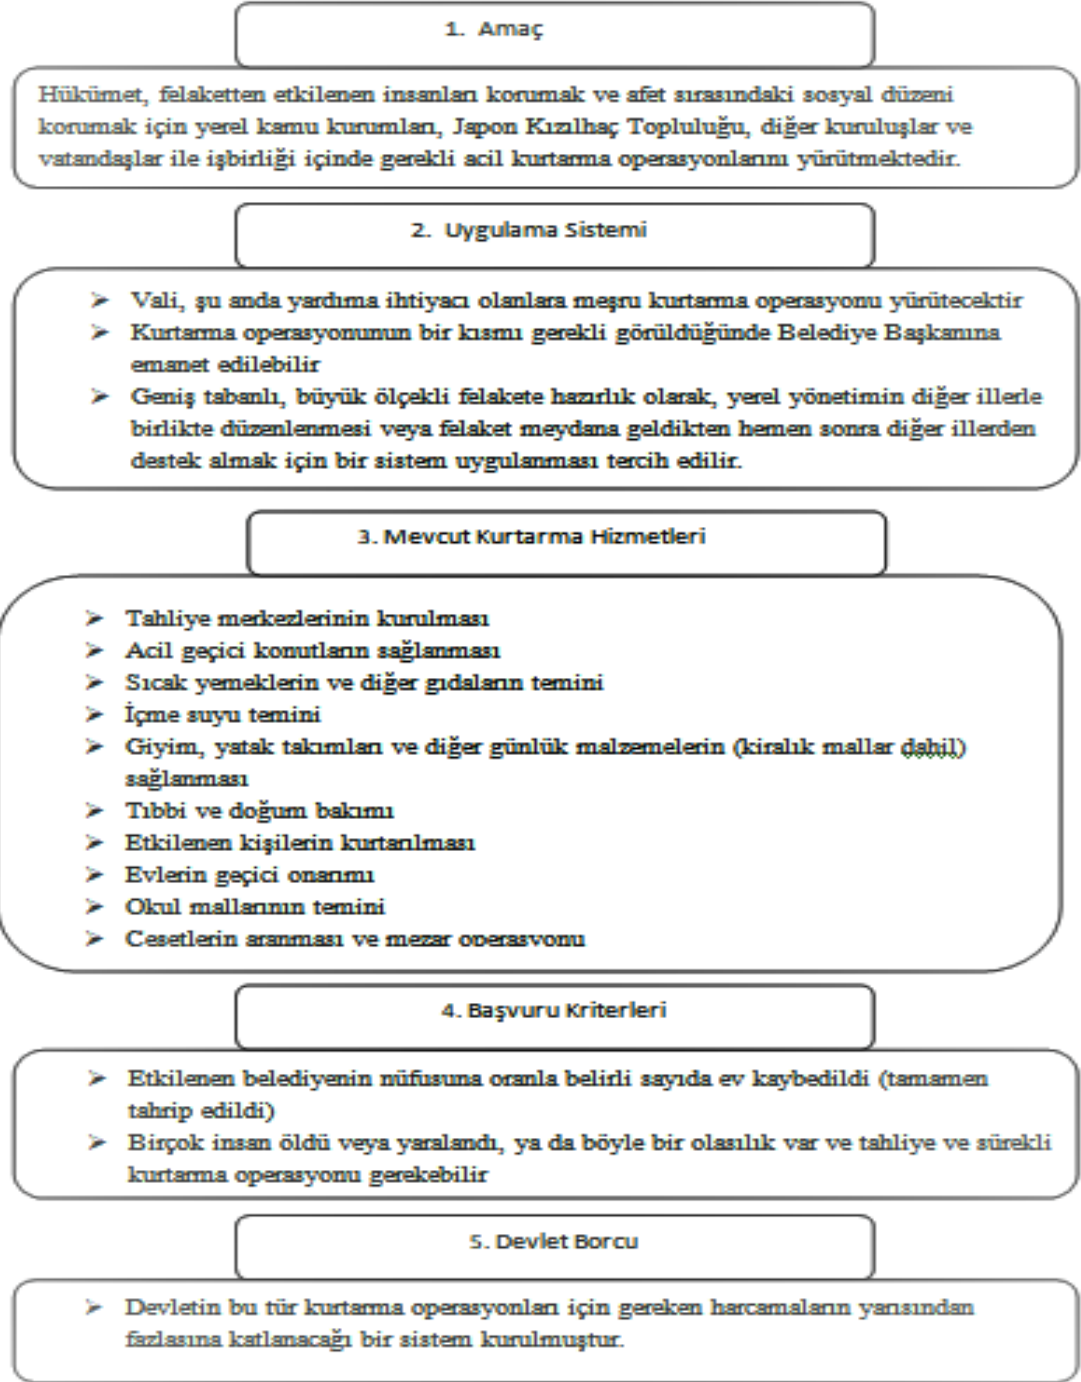 1. Amaç
Hükümet, felaketten etkilenen insanları korumak ve afet sırasındaki sosyal düzeni
korumak için yerel kamu kurumları, Japon Kızılhaç Topluluğu, diğer kuruluşlar ve
vatandaşlar ile işbirliği içinde gerekli acil kurtarma operasyonlarını yürütmektedir.
2. Uygulama Sistemi
➢ Vali, şu anda yardıma ihtiyacı olanlara meşru kurtarma operasyonu yürütecektir
➢ Kurtarma operasyonunun bir kısmı gerekli görüldüğünde Belediye Başkanına
emanet edilebilir
➢ Geniş tabanlı, büyük ölçekli felakete hazırlık olarak, yerel yönetimin diğer illerle
birlikte düzenlenmesi veya felaket meydana geldikten hemen sonra diğer illerden
destek almak için bir sistem uygulanması tercih edilir.
3. Mevcut Kurtarma Hizmetleri
➢ Tahliye merkezlerinin kurulması
➢ Acil geçici konutların sağlanması
➢ Sıcak yemeklerin ve diğer gıdaların temini
➢ İçme suyu temini
➢ Giyim, yatak takımları ve diğer günlük malzemelerin (kiralık mallar dahil)
sağlanması
➢ Tıbbi ve doğum bakımı
➢ Etkilenen kişilerin kurtarılması
➢ Evlerin geçici onarımı
➢ Okul mallarının temini
➢ Cesetlerin aranması ve mezar operasyonu
4. Başvuru Kriterleri
➢ Etkilenen belediyenin nüfusuna oranla belirli sayıda ev kaybedildi (tamamen
tahrip edildi)
➢ Birçok insan öldü veya yaralandı, ya da böyle bir olasılık var ve tahliye ve sürekli
kurtarma operasyonu gerekebilir
5. Devlet Borcu
➢ Devletin bu tür kurtarma operasyonları için gereken harcamaların yarısından
fazlasına katlanacağı bir sistem kurulmuştur.